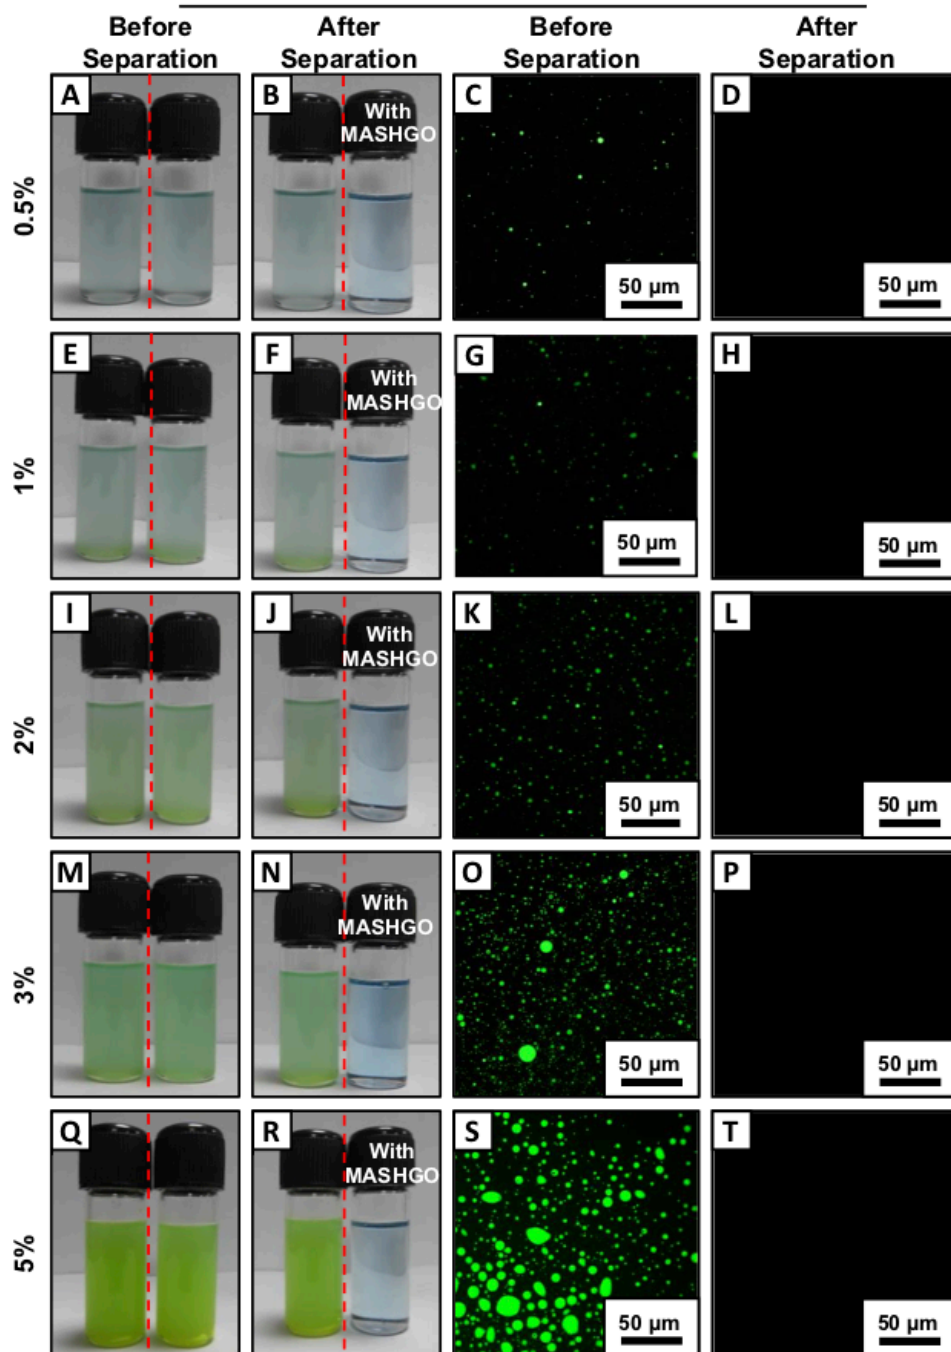 Before
Separation
After
Separation
Before
Separation
After
Separation
0.5%
A
B
With
MASHGO
C
50 µm
D
50 µm
1%
E
F
With
MASHGO
G
50 µm
H
50 µm
2%
I
J
With
MASHGO
K
50 µm
L
50 µm
3%
M
N
With
MASHGO
O
50 µm
P
50 µm
5%
Q
R
With
MASHGO
S
50 µm
T
50 µm